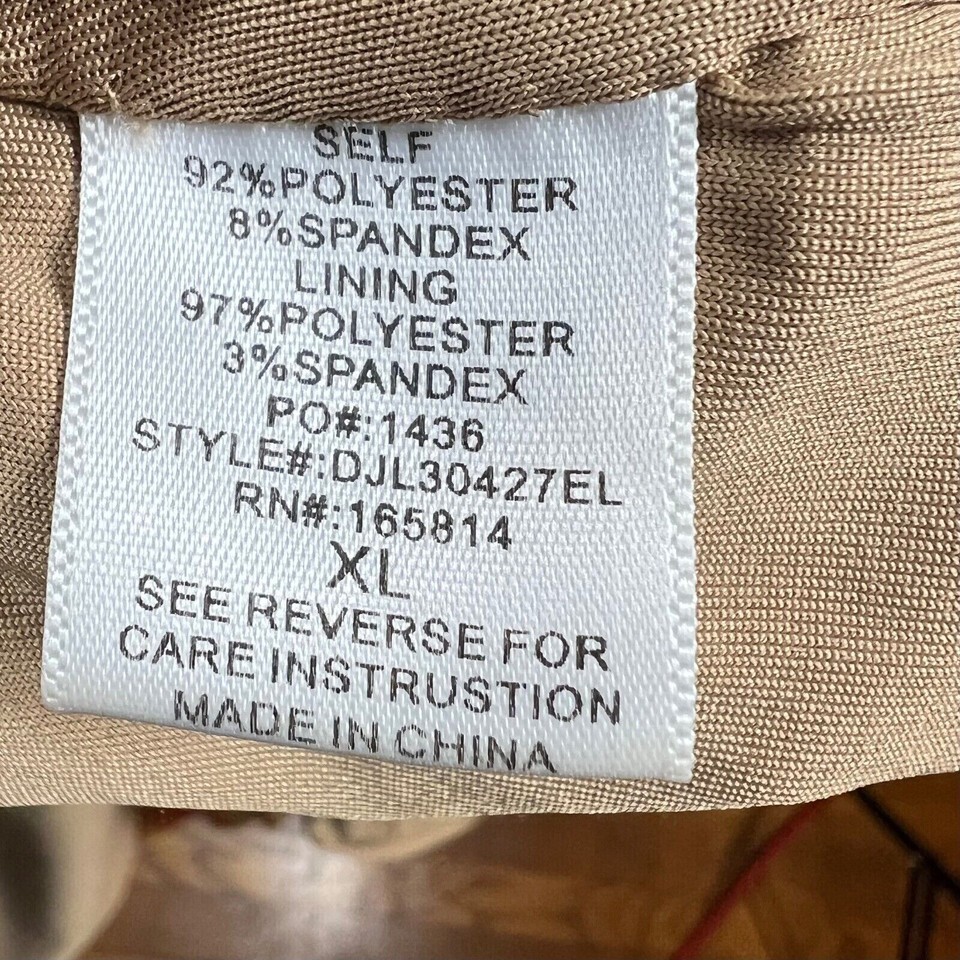 SELF
92%POLYESTER
8%SPANDEX
LINING
97%POLYESTER
3%SPANDEX
PO#:1436
STYLE#:DJL30427EL
RN#:165814
XL
SEE REVERSE FOR
CARE INSTRUSTION
MADE IN CHINA